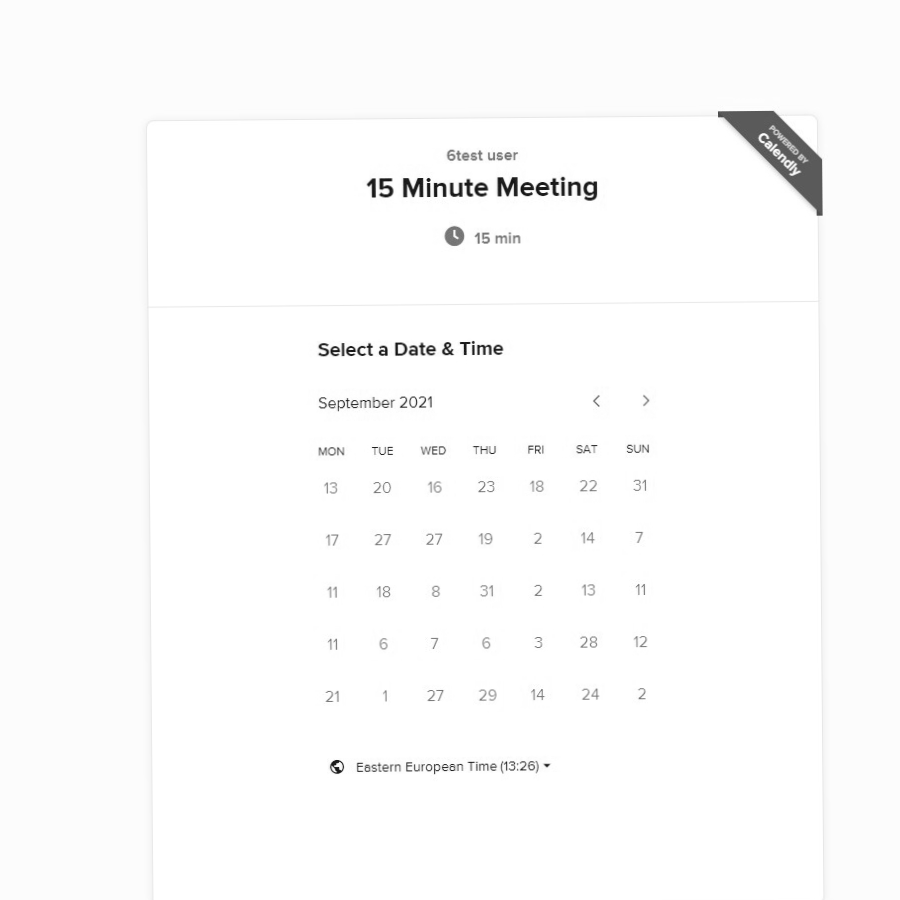 POWERED BY
Calendly
6test user
15 Minute Meeting
15 min
Select a Date & Time
September 2021
MON TUE WED THU FRI SAT SUN
13 20 16 23 18 22 31
17 27 27 19 2 14 7
11 18 8 31 2 13 11
11 6 7 6 3 28 12
21 1 27 29 14 24 2
Eastern European Time (13:26)